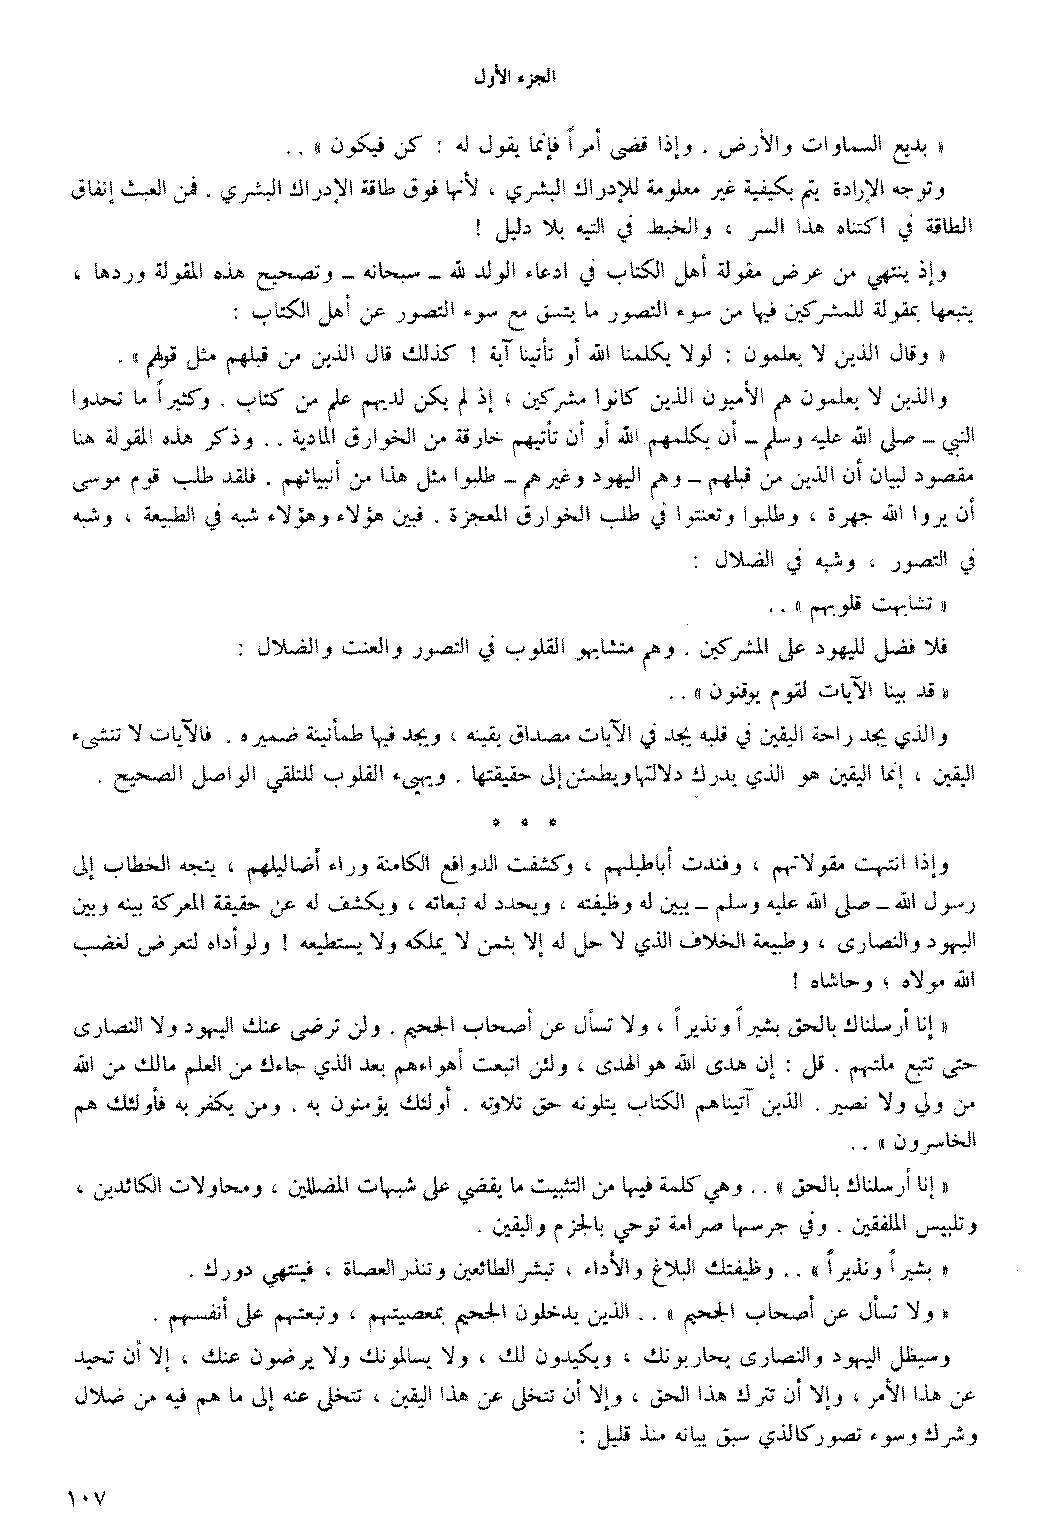 الجزء الأول
« بديع السماوات والأرض . وإذا قضى أمراً فإنما يقول له : كن فيكون » . .
وتوجه الإرادة يتم بكيفية غير معلومة للإدراك البشري ، لأنها فوق طاقة الإدراك البشري . فمن العبث إنفاق
الطاقة في اكتناه هذا السر ، والخبط في التيه بلا دليل !
وإذ ينتهي من عرض مقولة أهل الكتاب في ادعاء الولد لله – سبحانه – وتصحيح هذه المقولة وردها ،
يتبعها بمقولة للمشركين فيها من سوء التصور ما يتسق مع سوء التصور عن أهل الكتاب :
« وقال الذين لا يعلمون : لولا يكلمنا الله أو تأتينا آية ! كذلك قال الذين من قبلهم مثل قولهم » .
والذين لا يعلمون هم الأميون الذين كانوا مشركين ؛ إذ لم يكن لديهم علم من كتاب . وكثيراً ما تحدوا
النبي – صلى الله عليه وسلم – أن يكلمهم الله أو أن تأتيهم خارقة من الخوارق المادية . . وذكر هذه المقولة هنا
مقصود لبيان أن الذين من قبلهم – وهم اليهود وغيرهم – طلبوا مثل هذا من أنبيائهم . فلقد طلب قوم موسى
أن يروا الله جهرة ، وطلبوا وتعنتوا في طلب الخوارق المعجزة . فبين هؤلاء وهؤلاء شبه في الطبيعة ، وشبه
في التصور ، وشبه في الضلال :
« تشابهت قلوبهم » . .
فلا فضل لليهود على المشركين . وهم متشابهو القلوب في التصور والعنت والضلال :
« قد بينا الآيات لقوم يوقنون » . .
والذي يجد راحة اليقين في قلبه يجد في الآيات مصداق يقينه ، ويجد فيها طمأنينة ضميره . فالآيات لا تنشىء
اليقين ، إنما اليقين هو الذي يدرك دلالتها ويطمئن إلى حقيقتها . ويهيىء القلوب للتلقي الواصل الصحيح .
* * *
وإذا انتهت مقولاتهم ، وفندت أباطيلهم ، وكشفت الدوافع الكامنة وراء أضاليلهم ، يتجه الخطاب إلى
رسول الله – صلى الله عليه وسلم – يبين له وظيفته ، ويحدد له تبعاته ، ويكشف له عن حقيقة المعركة بينه وبين
اليهود والنصارى ، وطبيعة الخلاف الذي لا حل له إلا بثمن لا يملكه ولا يستطيعه ! ولو أداه لتعرض لغضب
الله مولاه ؛ وحاشاه !
« إنا أرسلناك بالحق بشيراً ونذيراً ، ولا تسأل عن أصحاب الجحيم . ولن ترضى عنك اليهود ولا النصارى
حتى تتبع ملتهم . قل : إن هدى الله هو الهدى ، ولئن اتبعت أهواءهم بعد الذي جاءك من العلم مالك من الله
من ولي ولا نصير . الذين آتيناهم الكتاب يتلونه حق تلاوته . أولئك يؤمنون به . ومن يكفر به فأولئك هم
الخاسرون » . .
« إنا أرسلناك بالحق » . . وهي كلمة فيها من التثبيت ما يقضي على شبهات المضللين ، ومحاولات الكائدين ،
وتلبيس الملفقين . وفي جرسها صرامة توحي بالجزم واليقين .
« بشيراً ونذيراً » . . وظيفتك البلاغ والأداء ، تبشر الطائعين وتنذر العصاة ، فينتهي دورك .
« ولا تسأل عن أصحاب الجحيم » . . الذين يدخلون الجحيم بمعصيتهم ، وتبعتهم على أنفسهم .
وسيظل اليهود والنصارى يحاربونك ، ويكيدون لك ، ولا يسالمونك ولا يرضون عنك ، إلا أن تحيد
عن هذا الأمر ، وإلا أن تترك هذا الحق ، وإلا أن تتخلى عن هذا اليقين ، تتخلى عنه إلى ما هم فيه من ضلال
وشرك وسوء تصور كالذي سبق بيانه منذ قليل :
١٠٧